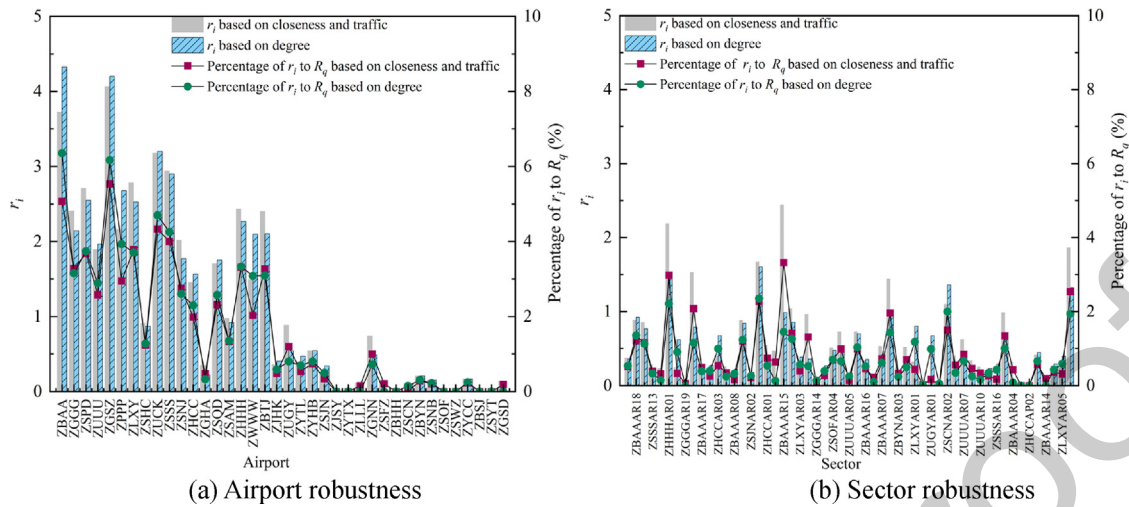 5
4
3
2
1
0
r_i
r_i based on closeness and traffic
r_i based on degree
Percentage of r_i to R_q based on closeness and traffic
Percentage of r_i to R_q based on degree
10
8
6
4
2
0
Percentage of r_i to R_q (%)
ZBAA
ZGGG
ZSPD
ZUUU
ZGSZ
ZPPP
ZLXY
ZSHC
ZUCK
ZSSS
ZSNJ
ZHCC
ZGHA
ZSQD
ZSAM
ZHHH
ZWWW
ZBTJ
ZJHK
ZUGY
ZYTL
ZYHB
ZSJN
ZJSY
ZYTX
ZLLL
ZGNN
ZSFZ
ZBHH
ZSCN
ZBYN
ZSNB
ZSOF
ZSWZ
ZYCC
ZBSJ
ZSYT
ZGSD
Airport
(a) Airport robustness
5
4
3
2
1
0
r_i
r_i based on closeness and traffic
r_i based on degree
Percentage of r_i to R_q based on closeness and traffic
Percentage of r_i to R_q based on degree
10
8
6
4
2
0
Percentage of r_i to R_q (%)
ZBAAAR18
ZSSSAR13
ZHHHAR01
ZGGGAR19
ZBAAAR17
ZHCCAR03
ZBAAAR08
ZSJNAR02
ZHCCAR01
ZBAAAR15
ZLXYAR03
ZGGGAR14
ZSOFAR04
ZUUUAR05
ZBAAAR16
ZBAAAR07
ZBYNAR03
ZLXYAR01
ZUGYAR01
ZSCNAR02
ZUUUAR07
ZUUUAR10
ZSSSAR16
ZBAAAR04
ZHCCAP02
ZBAAAR14
ZLXYAR05
Sector
(b) Sector robustness